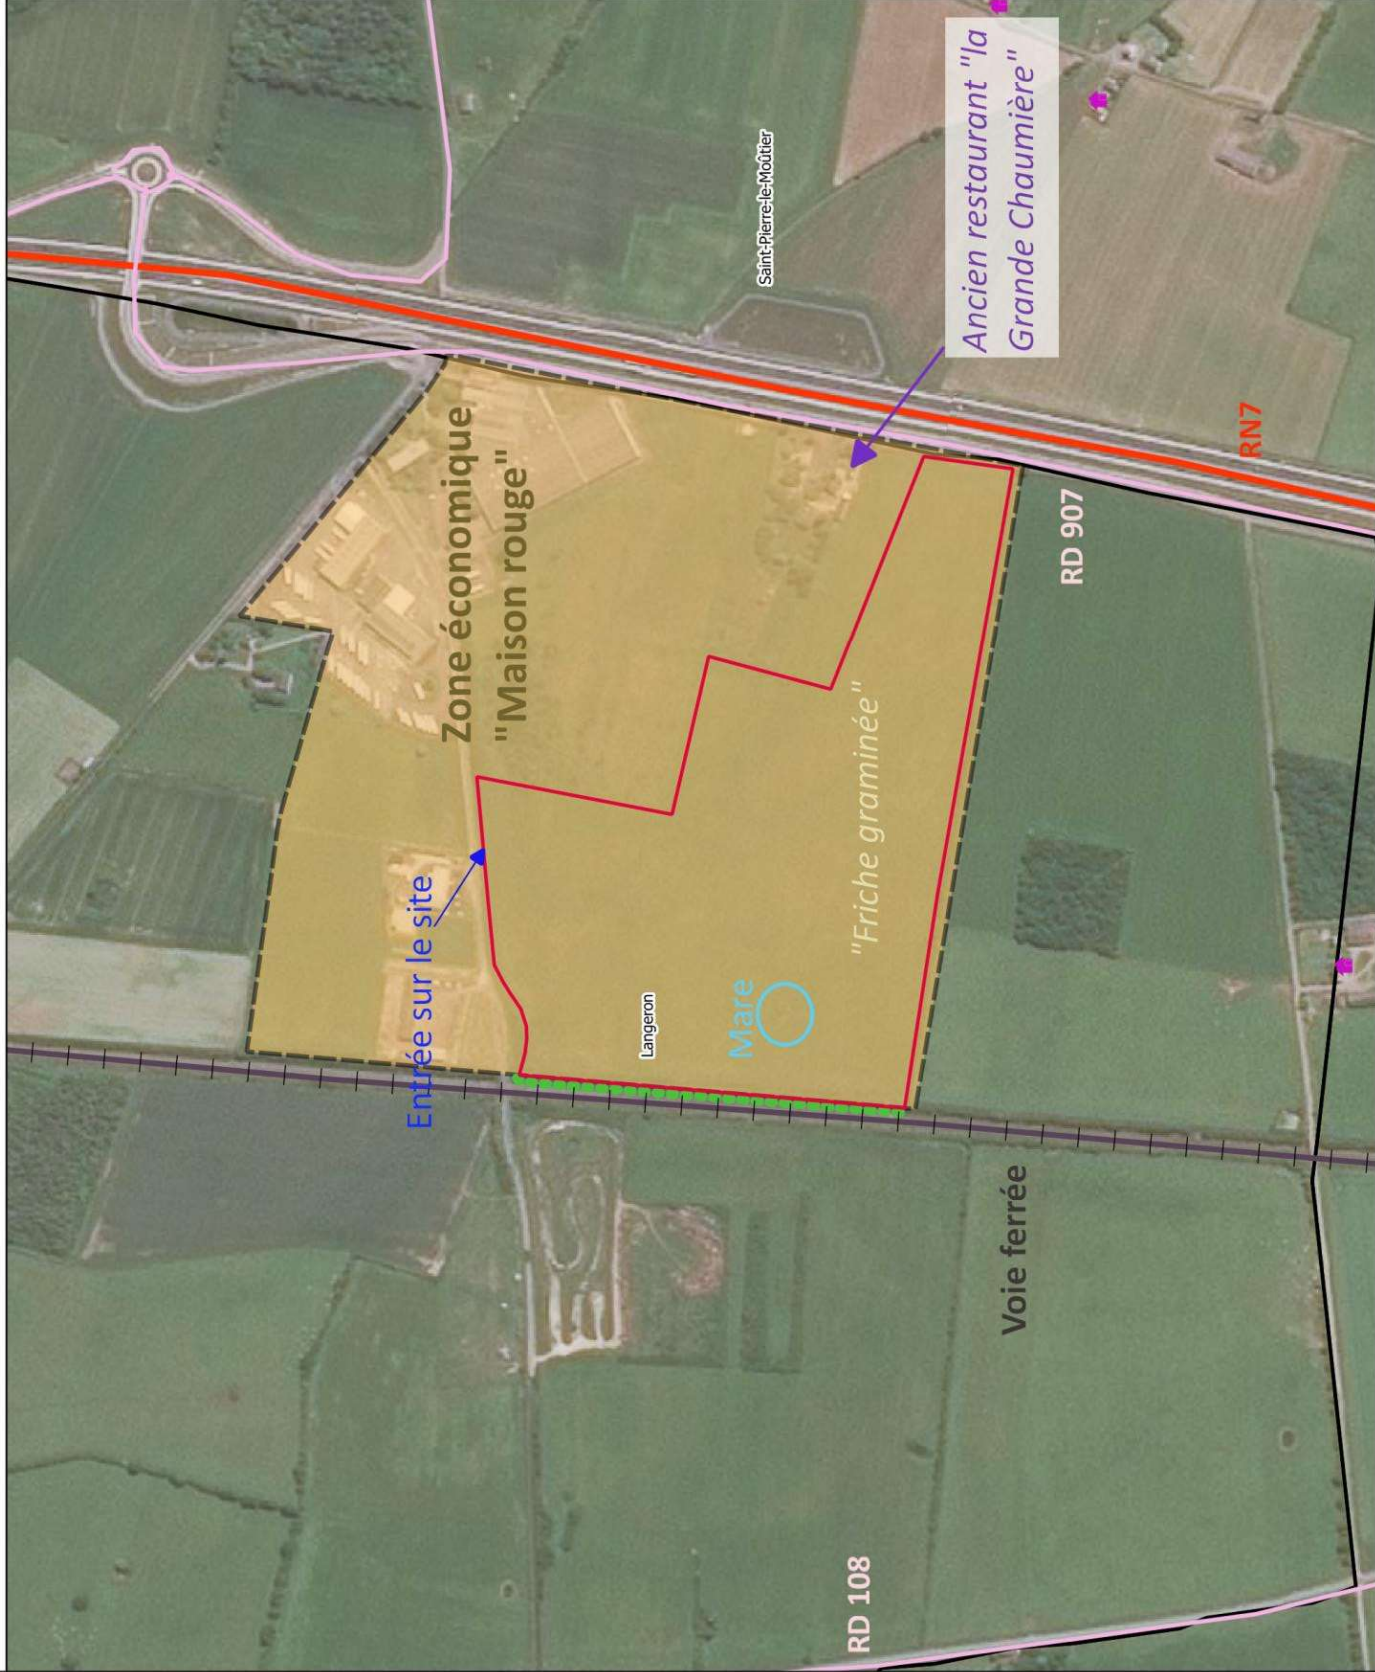 Zone économique
"Maison rouge"
Entrée sur le site
Langeron
Mare
"Friche graminée"
Saint-Pierre-le-Moûtier
Ancien restaurant "la
Grande Chaumière"
RN7
RD 907
Voie ferrée
RD 108